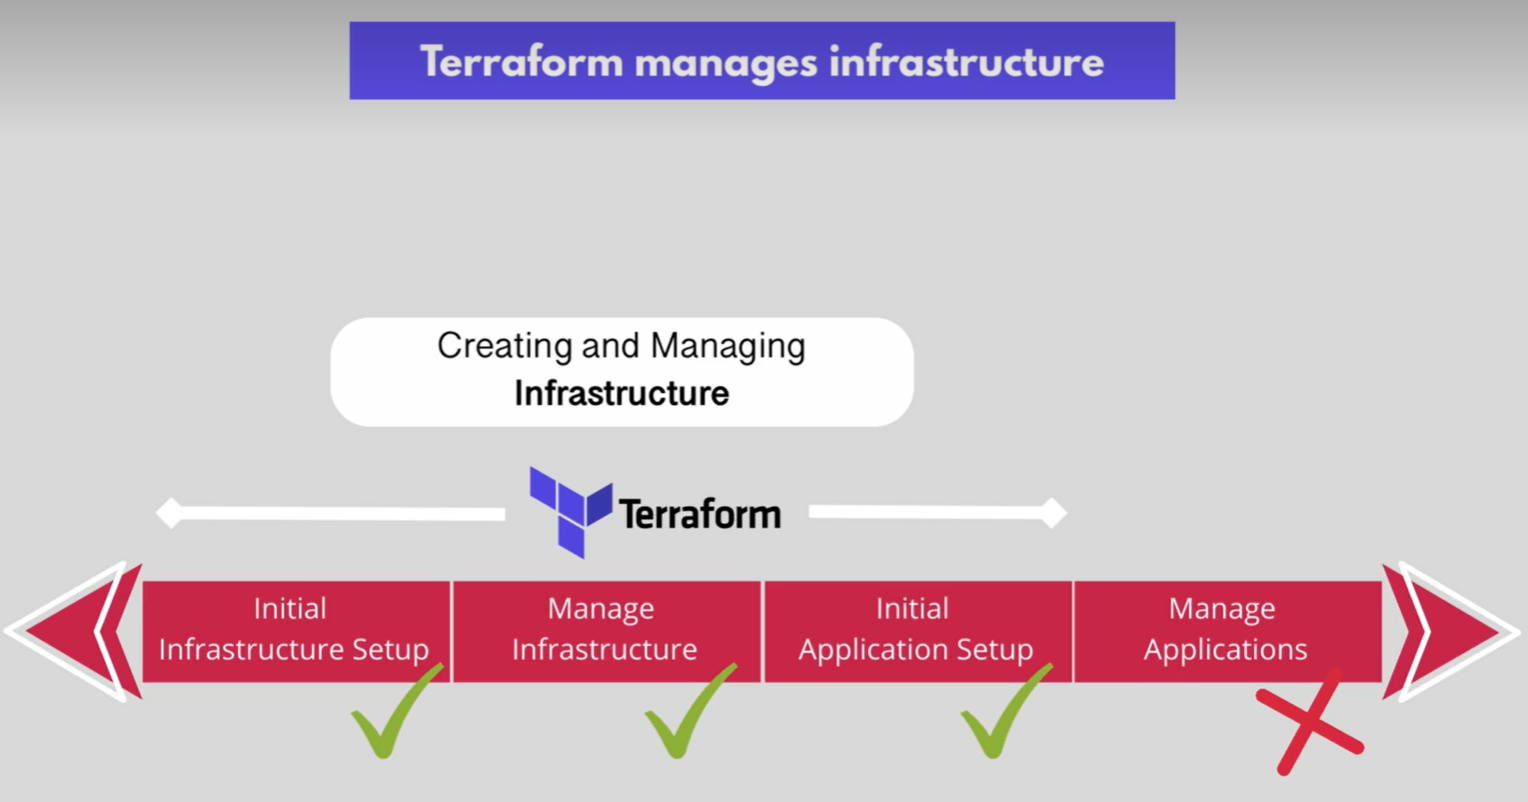 Terraform manages infrastructure
Creating and Managing
Infrastructure
Terraform
Initial
Infrastructure Setup
Manage
Infrastructure
Initial
Application Setup
Manage
Applications